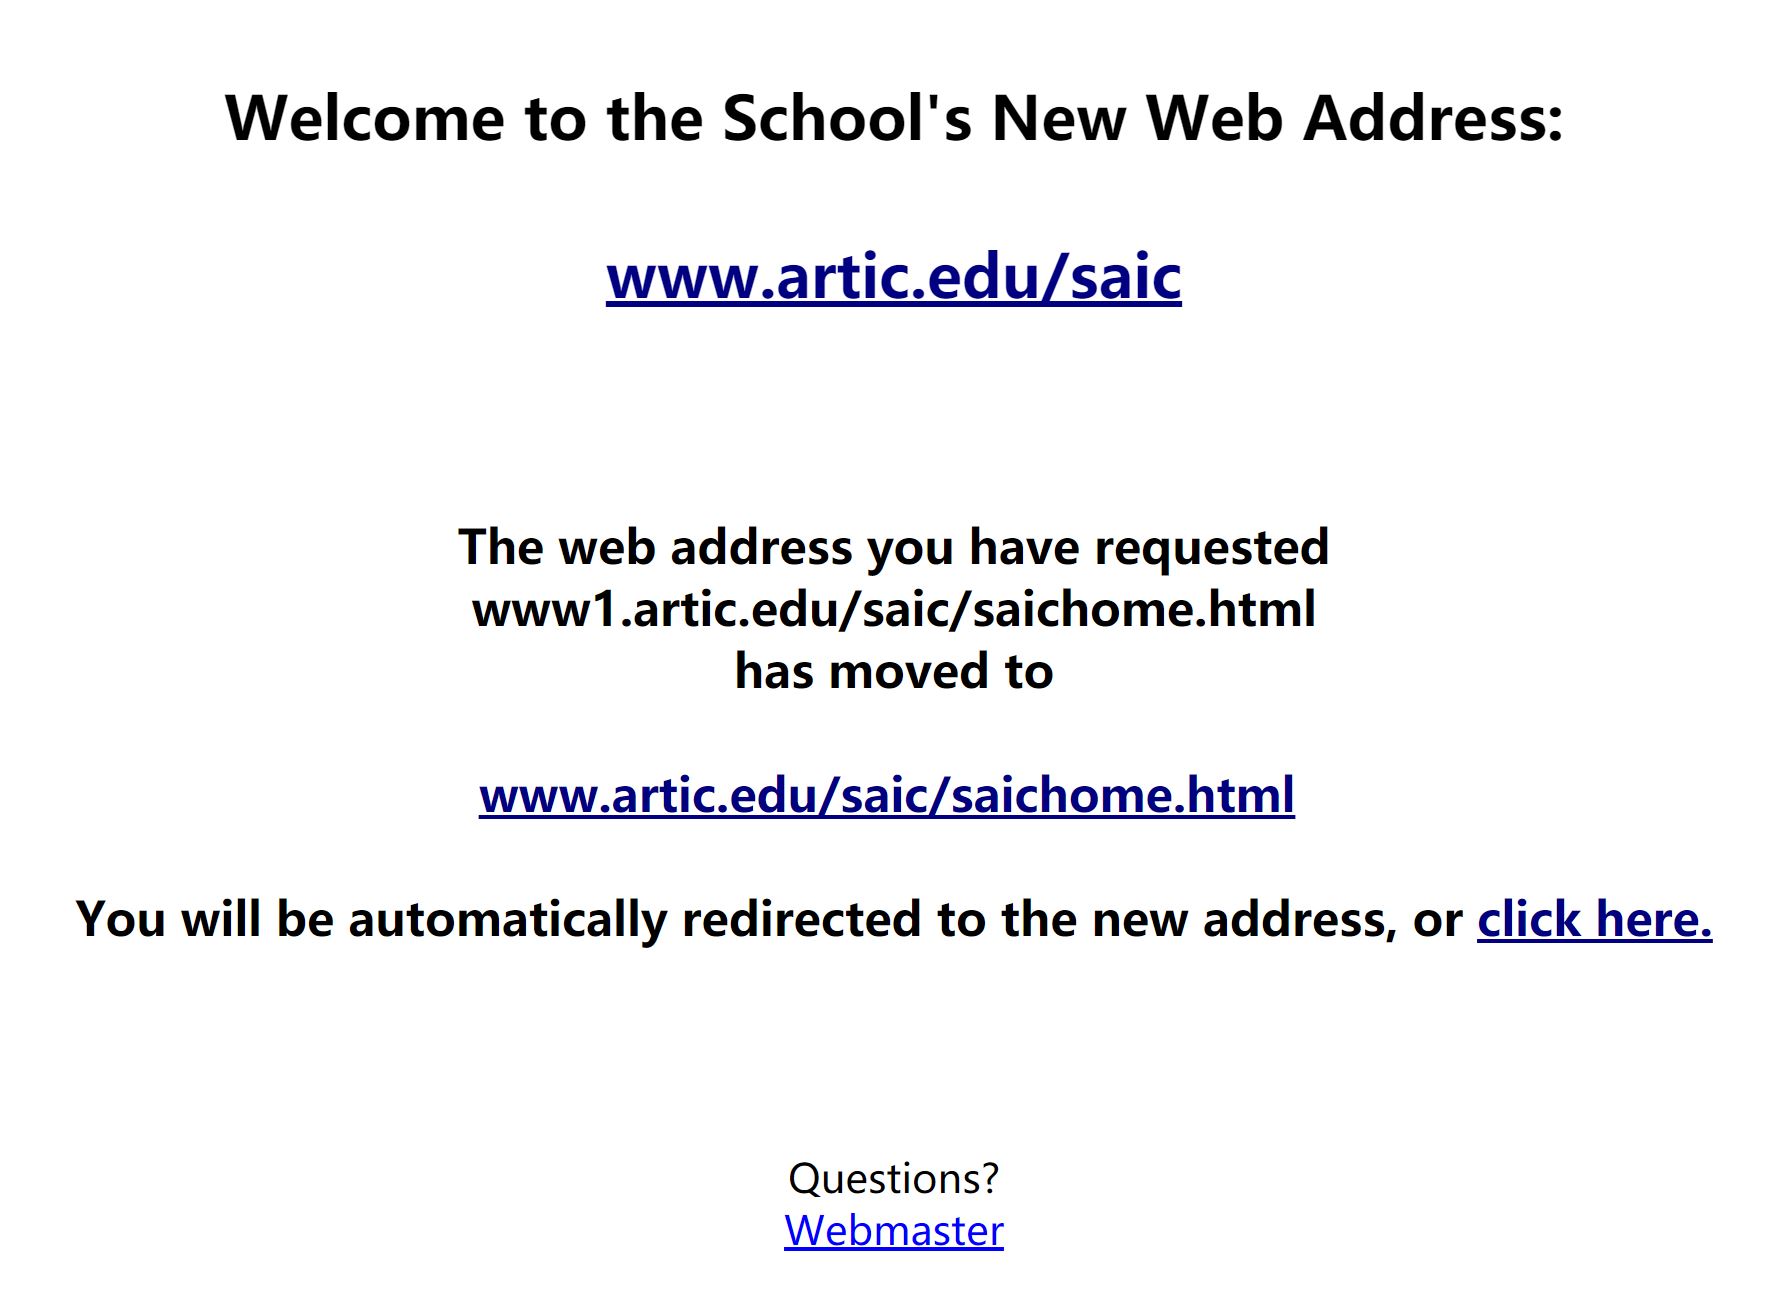 Welcome to the School's New Web Address:
www.artic.edu/saic
The web address you have requested
www1.artic.edu/saic/saichome.html
has moved to
www.artic.edu/saic/saichome.html
You will be automatically redirected to the new address, or click here.
Questions?
Webmaster